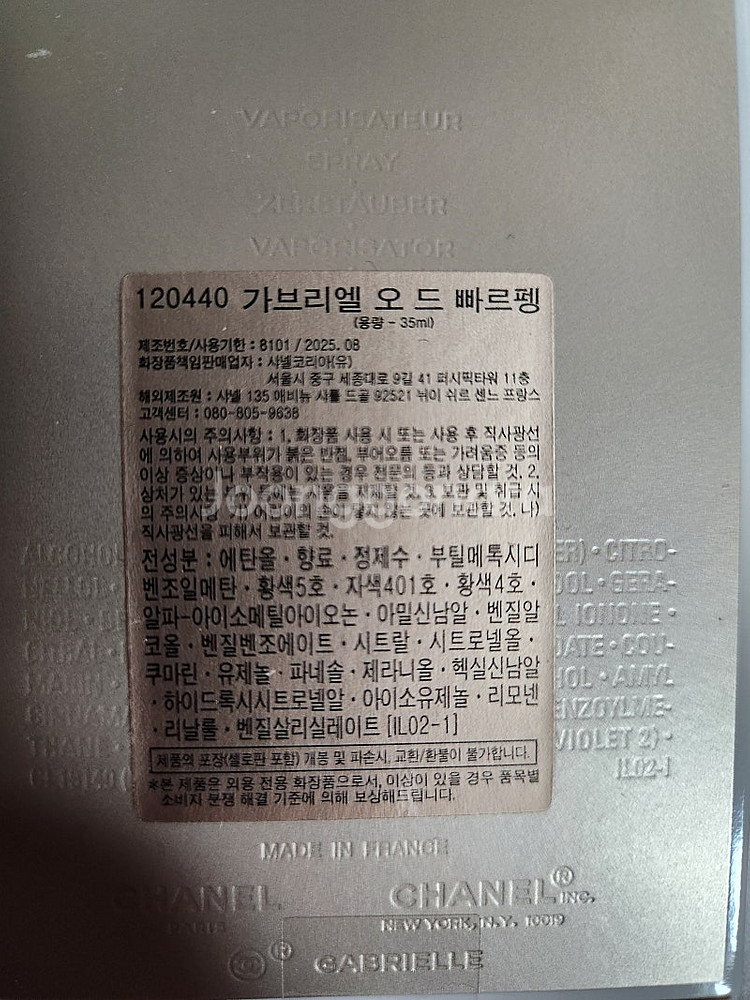 VAPORISATEUR
SPRAY
ZERSTÄUBER
VAPORISATOR
120440 가브리엘 오 드 빠르펭
(용량 - 35ml)
제조번호/사용기한 : 8101 / 2025. 08
화장품책임판매업자 : 샤넬코리아(유)
서울시 중구 세종대로 9길 41 퍼시픽타워 11층
해외제조원 : 샤넬 135 애비뉴 샤를 드골 92521 뉘이 쉬르 센느 프랑스
고객센터 : 080-805-9638
사용시의 주의사항 : 1. 화장품 사용 시 또는 사용 후 직사광선
에 의하여 사용부위가 붉은 반점, 부어오름 또는 가려움증 등의
이상 증상이나 부작용이 있는 경우 전문의 등과 상담할 것. 2.
상처가 있는 부위 등에는 사용을 자제할 것. 3. 보관 및 취급 시
의 주의사항 가) 어린이의 손이 닿지 않는 곳에 보관할 것. 나)
직사광선을 피해서 보관할 것.
전성분 : 에탄올 · 향료 · 정제수 · 부틸메톡시디
벤조일메탄 · 황색5호 · 자색401호 · 황색4호 ·
알파-아이소메틸아이오논 · 아밀신남알 · 벤질알
코올 · 벤질벤조에이트 · 시트랄 · 시트로넬올 ·
쿠마린 · 유제놀 · 파네솔 · 제라니올 · 헥실신남알
· 하이드록시시트로넬알 · 아이소유제놀 · 리모넨
· 리날룰 · 벤질살리실레이트 [IL02-1]
제품의 포장(셀로판 포함) 개봉 및 파손시, 교환/환불이 불가합니다.
※본 제품은 외용 전용 화장품으로서, 이상이 있을 경우 품목별
소비자 분쟁 해결 기준에 의해 보상해드립니다.
ALCOHOL ER) • CITRO-
OL • GERA-
L IONONE •
OATE • COU-
OL • AMYL
ENZOYLME-
THANE VIOLET 2) •
IL02-1
MADE IN FRANCE
CHANEL CHANEL® INC.
PARIS NEW YORK, N.Y. 10019
® GABRIELLE